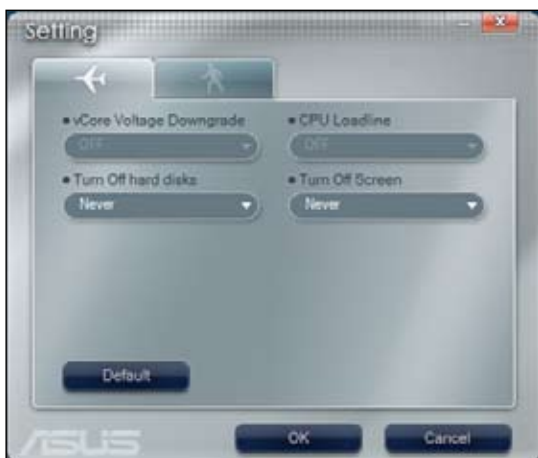 Setting
vCore Voltage Downgrade
OFF
CPU Loadline
OFF
Turn Off hard disks
Never
Turn Off Screen
Never
Default
ASUS
OK
Cancel